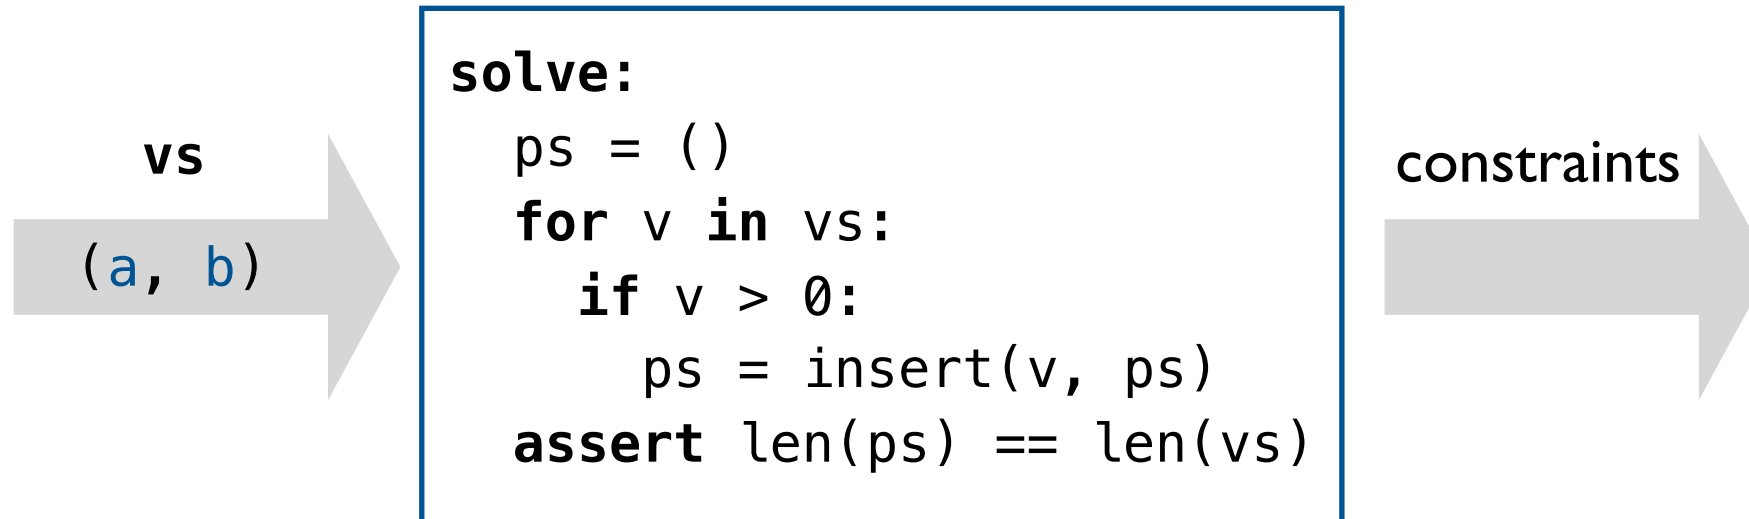 vs
(a, b)
solve:
ps = ()
for v in vs:
if v > 0:
ps = insert(v, ps)
assert len(ps) == len(vs)
constraints